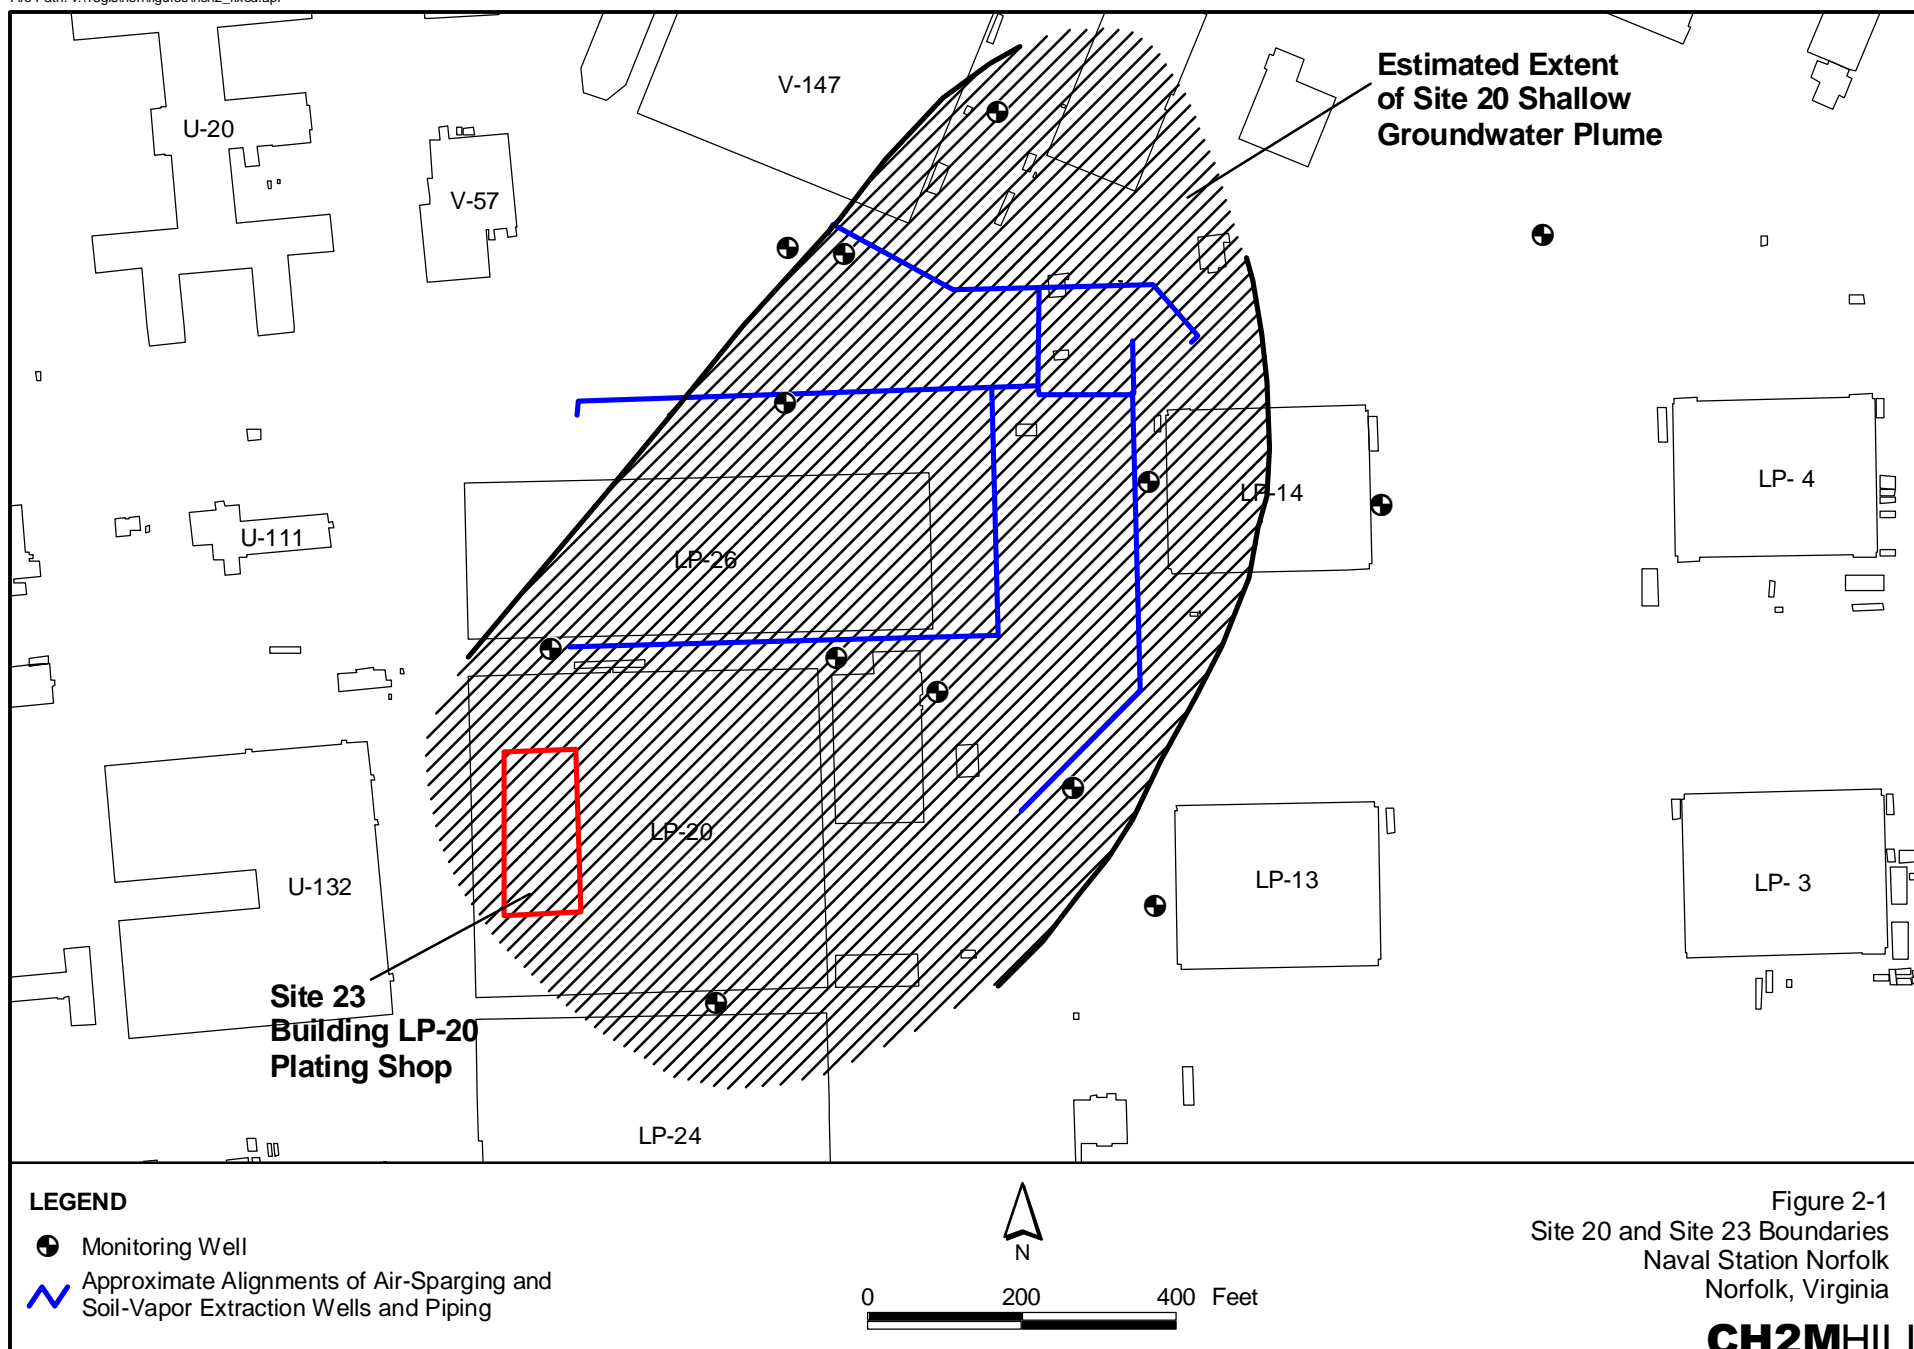 V-147
Estimated Extent
of Site 20 Shallow
Groundwater Plume
U-20
V-57
LP-14
LP- 4
U-111
LP-26
LP-20
U-132
LP-13
LP- 3
Site 23
Building LP-20
Plating Shop
LP-24
LEGEND
Monitoring Well
Approximate Alignments of Air-Sparging and
Soil-Vapor Extraction Wells and Piping
N
0 200 400 Feet
Figure 2-1
Site 20 and Site 23 Boundaries
Naval Station Norfolk
Norfolk, Virginia
CH2MHILL